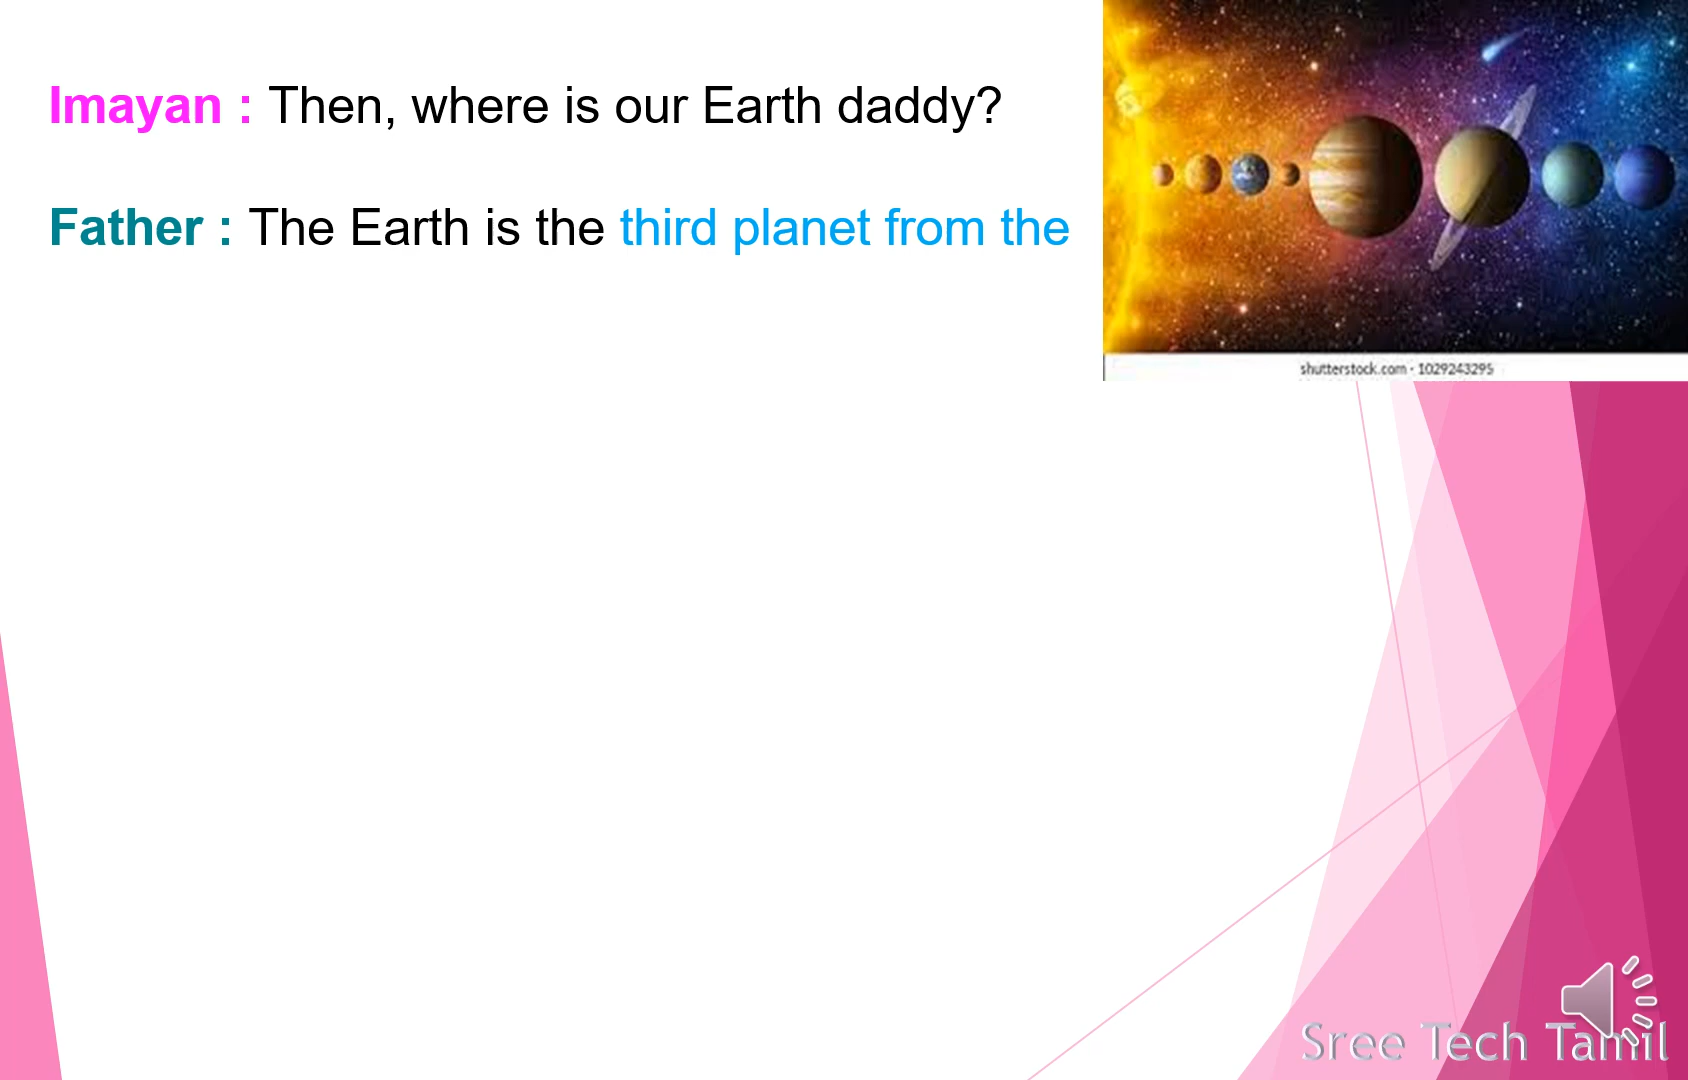 Imayan : Then, where is our Earth daddy?
Father : The Earth is the third planet from the
shutterstock.com · 1029243295
Sree Tech Tamil